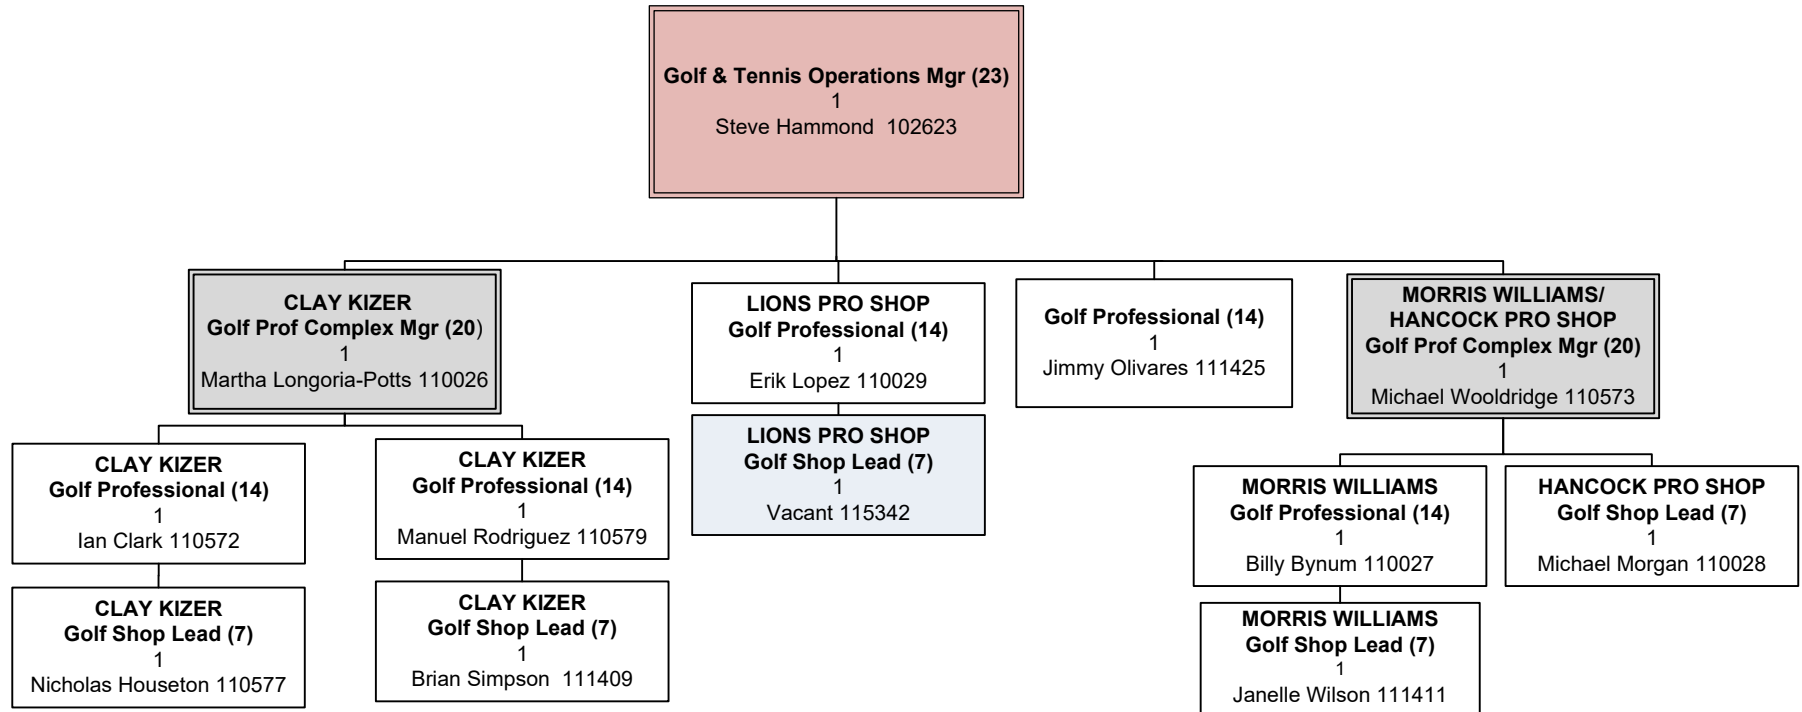 Golf & Tennis Operations Mgr (23)
1
Steve Hammond 102623
CLAY KIZER
Golf Prof Complex Mgr (20)
1
Martha Longoria-Potts 110026
LIONS PRO SHOP
Golf Professional (14)
1
Erik Lopez 110029
Golf Professional (14)
1
Jimmy Olivares 111425
MORRIS WILLIAMS/
HANCOCK PRO SHOP
Golf Prof Complex Mgr (20)
1
Michael Wooldridge 110573
CLAY KIZER
Golf Professional (14)
1
Ian Clark 110572
CLAY KIZER
Golf Professional (14)
1
Manuel Rodriguez 110579
LIONS PRO SHOP
Golf Shop Lead (7)
1
Vacant 115342
MORRIS WILLIAMS
Golf Professional (14)
1
Billy Bynum 110027
HANCOCK PRO SHOP
Golf Shop Lead (7)
1
Michael Morgan 110028
CLAY KIZER
Golf Shop Lead (7)
1
Nicholas Houseton 110577
CLAY KIZER
Golf Shop Lead (7)
1
Brian Simpson 111409
MORRIS WILLIAMS
Golf Shop Lead (7)
1
Janelle Wilson 111411